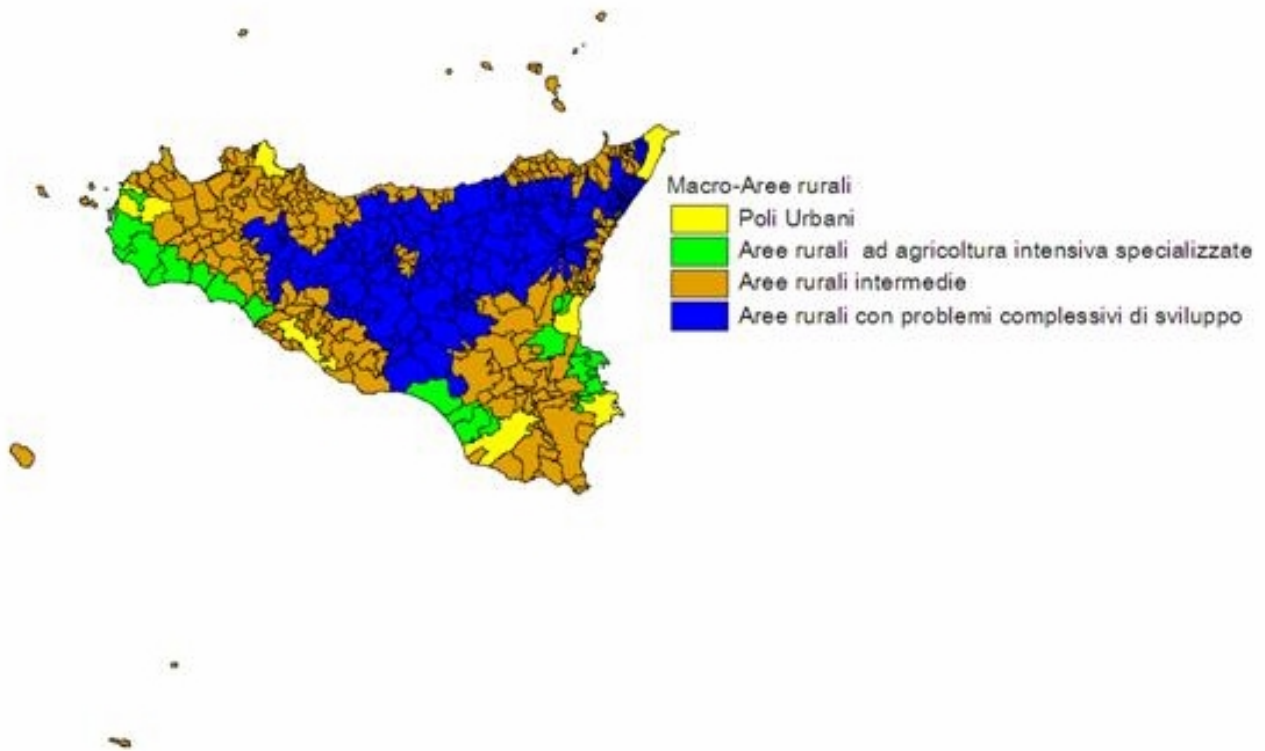 Macro-Aree rurali
Poli Urbani
Aree rurali ad agricoltura intensiva specializzate
Aree rurali intermedie
Aree rurali con problemi complessivi di sviluppo